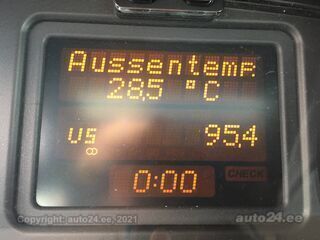 Aussentemp.
28,5 °C
vs 95,4
∞
CHECK
0:00
Copyright: auto24.ee, 2021
auto24.ee